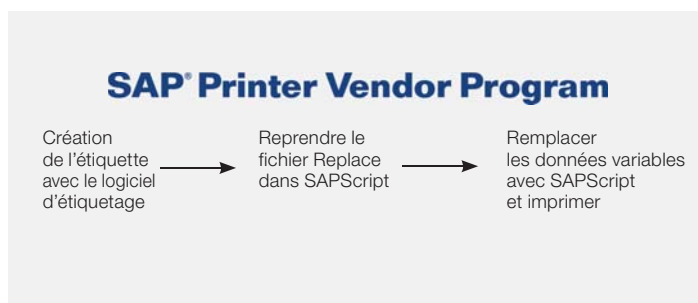 SAP® Printer Vendor Program
Création
de l’étiquette
avec le logiciel
d’étiquetage
Reprendre le
fichier Replace
dans SAPScript
Remplacer
les données variables
avec SAPScript
et imprimer